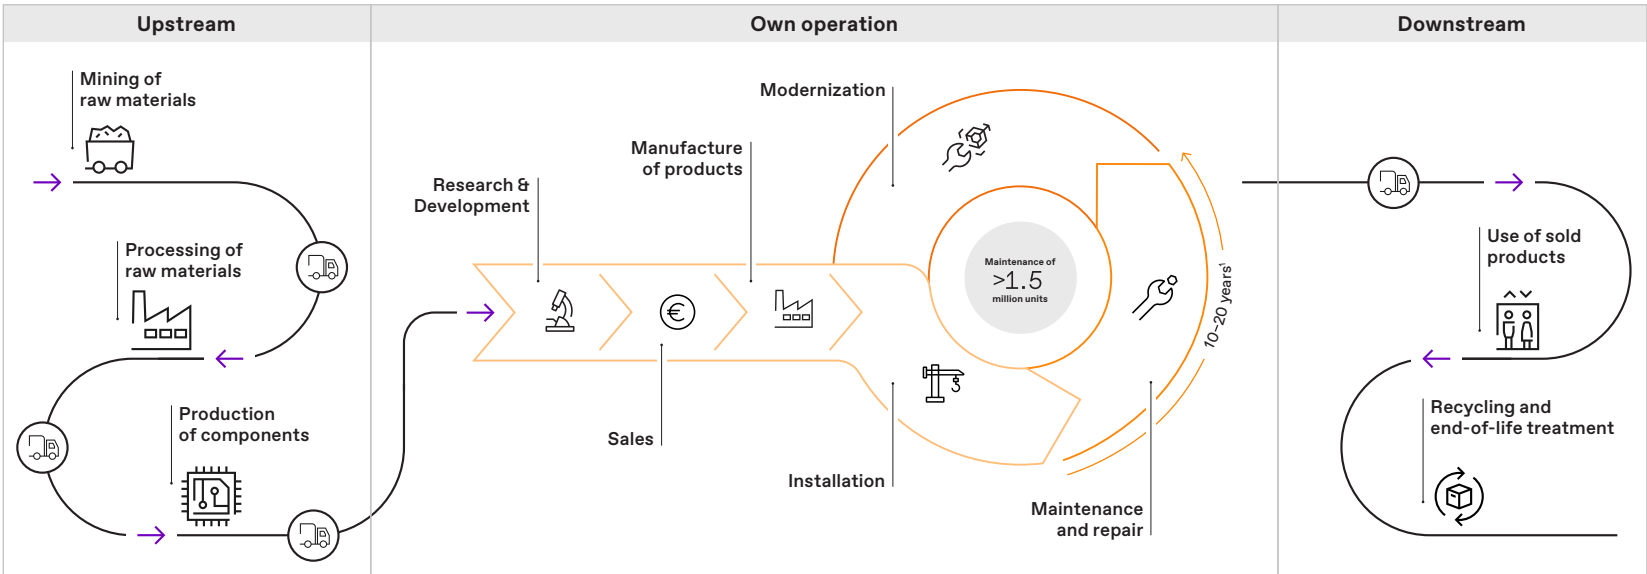 Upstream
Own operation
Downstream
Mining of
raw materials
Processing of
raw materials
Production
of components
Research &
Development
Sales
Manufacture
of products
Modernization
Maintenance of
>1.5
million units
Installation
Maintenance
and repair
10–20 years¹
Use of sold
products
Recycling and
end-of-life treatment